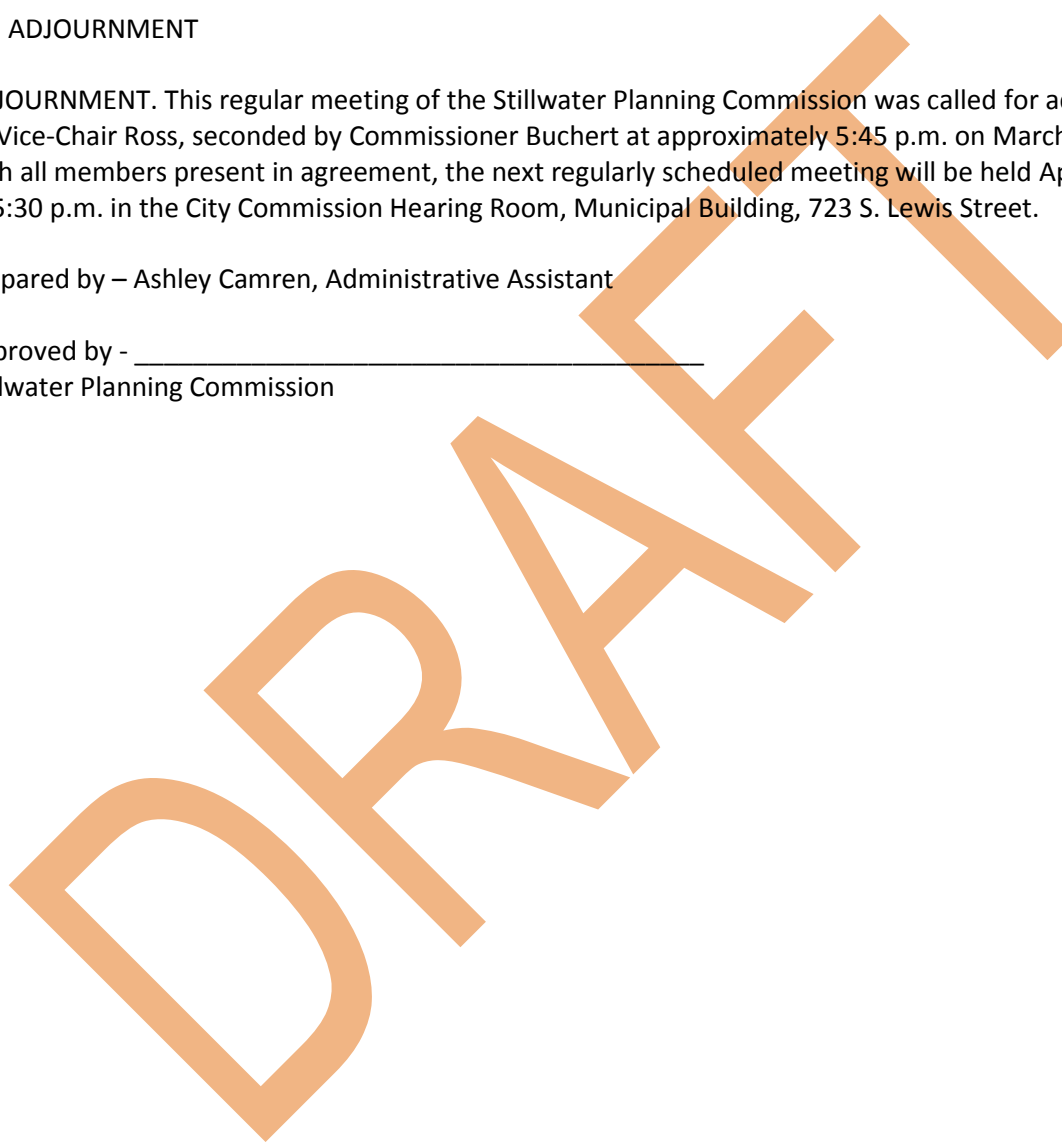 ADJOURNMENT
JOURNMENT. This regular meeting of the Stillwater Planning Commission was called for a
Vice-Chair Ross, seconded by Commissioner Buchert at approximately 5:45 p.m. on March
h all members present in agreement, the next regularly scheduled meeting will be held Ap
5:30 p.m. in the City Commission Hearing Room, Municipal Building, 723 S. Lewis Street.
pared by – Ashley Camren, Administrative Assistant
proved by - ________________________________________
lwater Planning Commission
DRAFT